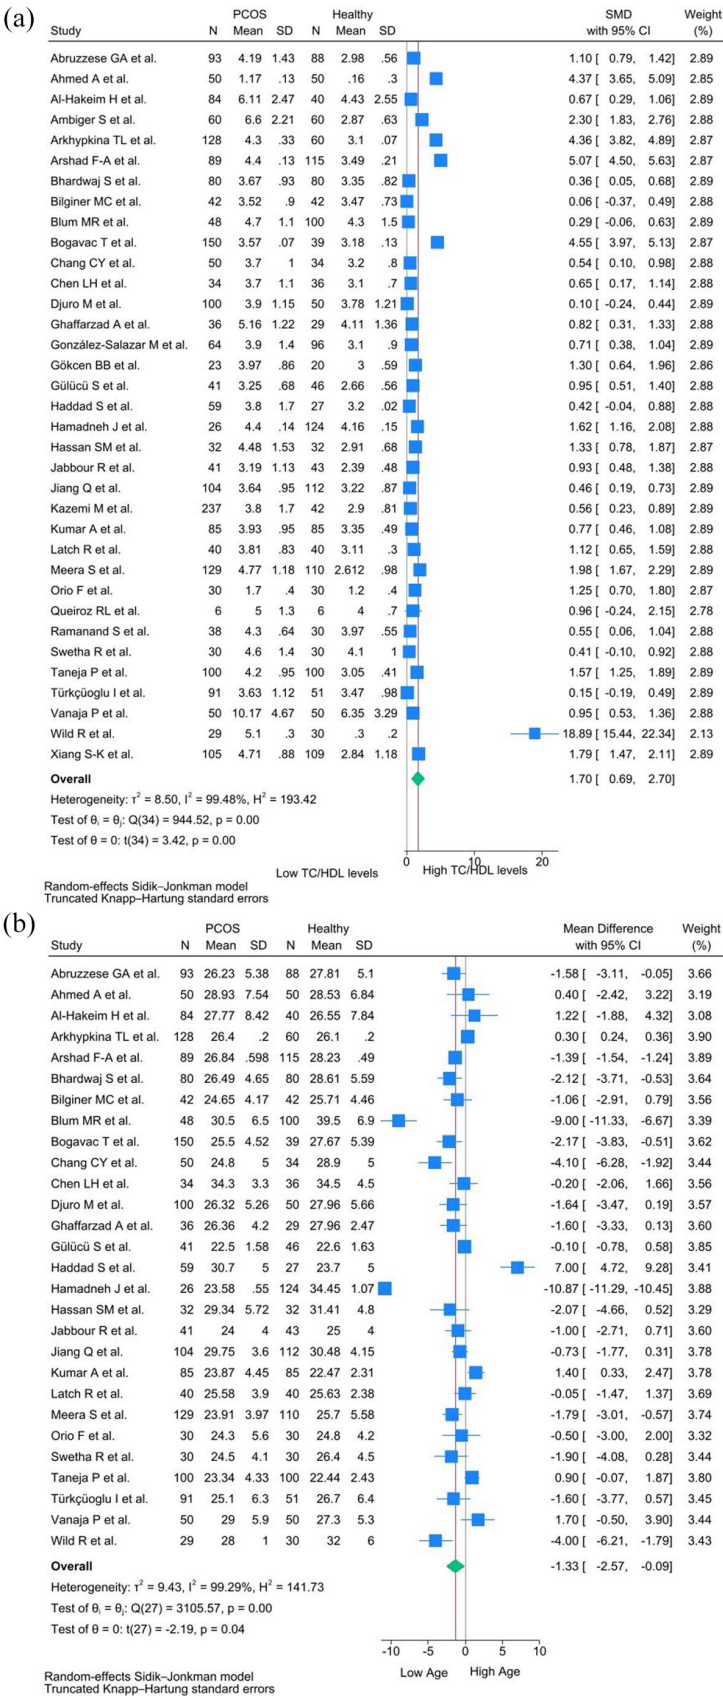 (a)
PCOS Healthy SMD Weight
Study N Mean SD N Mean SD with 95% CI (%)
Abruzzese GA et al. 93 4.19 1.43 88 2.98 .56 1.10 [ 0.79, 1.42] 2.89
Ahmed A et al. 50 1.17 .13 50 .16 .3 4.37 [ 3.65, 5.09] 2.85
Al-Hakeim H et al. 84 6.11 2.47 40 4.43 2.55 0.67 [ 0.29, 1.06] 2.89
Ambiger S et al. 60 6.6 2.21 60 2.87 .63 2.30 [ 1.83, 2.76] 2.88
Arkhypkina TL et al. 128 4.3 .33 60 3.1 .07 4.36 [ 3.82, 4.89] 2.87
Arshad F-A et al. 89 4.4 .13 115 3.49 .21 5.07 [ 4.50, 5.63] 2.87
Bhardwaj S et al. 80 3.67 .93 80 3.35 .82 0.36 [ 0.05, 0.68] 2.89
Bilginer MC et al. 42 3.52 .9 42 3.47 .73 0.06 [ -0.37, 0.49] 2.88
Blum MR et al. 48 4.7 1.1 100 4.3 1.5 0.29 [ -0.06, 0.63] 2.89
Bogavac T et al. 150 3.57 .07 39 3.18 .13 4.55 [ 3.97, 5.13] 2.87
Chang CY et al. 50 3.7 1 34 3.2 .8 0.54 [ 0.10, 0.98] 2.88
Chen LH et al. 34 3.7 1.1 36 3.1 .7 0.65 [ 0.17, 1.14] 2.88
Djuro M et al. 100 3.9 1.15 50 3.78 1.21 0.10 [ -0.24, 0.44] 2.89
Ghaffarzad A et al. 36 5.16 1.22 29 4.11 1.36 0.82 [ 0.31, 1.33] 2.88
González-Salazar M et al. 64 3.9 1.4 96 3.1 .9 0.71 [ 0.38, 1.04] 2.89
Gökcen BB et al. 23 3.97 .86 20 3 .59 1.30 [ 0.64, 1.96] 2.86
Gülücü S et al. 41 3.25 .68 46 2.66 .56 0.95 [ 0.51, 1.40] 2.88
Haddad S et al. 59 3.8 1.7 27 3.2 .02 0.42 [ -0.04, 0.88] 2.88
Hamadneh J et al. 26 4.4 .14 124 4.16 .15 1.62 [ 1.16, 2.08] 2.88
Hassan SM et al. 32 4.48 1.53 32 2.91 .68 1.33 [ 0.78, 1.87] 2.87
Jabbour R et al. 41 3.19 1.13 43 2.39 .48 0.93 [ 0.48, 1.38] 2.88
Jiang Q et al. 104 3.64 .95 112 3.22 .87 0.46 [ 0.19, 0.73] 2.89
Kazemi M et al. 237 3.8 1.7 42 2.9 .81 0.56 [ 0.23, 0.89] 2.89
Kumar A et al. 85 3.93 .95 85 3.35 .49 0.77 [ 0.46, 1.08] 2.89
Latch R et al. 40 3.81 .83 40 3.11 .3 1.12 [ 0.65, 1.59] 2.88
Meera S et al. 129 4.77 1.18 110 2.612 .98 1.98 [ 1.67, 2.29] 2.89
Orio F et al. 30 1.7 .4 30 1.2 .4 1.25 [ 0.70, 1.80] 2.87
Queiroz RL et al. 6 5 1.3 6 4 .7 0.96 [ -0.24, 2.15] 2.78
Ramanand S et al. 38 4.3 .64 30 3.97 .55 0.55 [ 0.06, 1.04] 2.88
Swetha R et al. 30 4.6 1.4 30 4.1 1 0.41 [ -0.10, 0.92] 2.88
Taneja P et al. 100 4.2 .95 100 3.05 .41 1.57 [ 1.25, 1.89] 2.89
Türkçüoglu I et al. 91 3.63 1.12 51 3.47 .98 0.15 [ -0.19, 0.49] 2.89
Vanaja P et al. 50 10.17 4.67 50 6.35 3.29 0.95 [ 0.53, 1.36] 2.88
Wild R et al. 29 5.1 .3 30 .3 .2 18.89 [ 15.44, 22.34] 2.13
Xiang S-K et al. 105 4.71 .88 109 2.84 1.18 1.79 [ 1.47, 2.11] 2.89
Overall 1.70 [ 0.69, 2.70]
Heterogeneity: τ² = 8.50, I² = 99.48%, H² = 193.42
Test of θᵢ = θⱼ: Q(34) = 944.52, p = 0.00
Test of θ = 0: t(34) = 3.42, p = 0.00
0 10 20
Low TC/HDL levels High TC/HDL levels
Random-effects Sidik–Jonkman model
Truncated Knapp–Hartung standard errors
(b)
PCOS Healthy Mean Difference Weight
Study N Mean SD N Mean SD with 95% CI (%)
Abruzzese GA et al. 93 26.23 5.38 88 27.81 5.1 -1.58 [ -3.11, -0.05] 3.66
Ahmed A et al. 50 28.93 7.54 50 28.53 6.84 0.40 [ -2.42, 3.22] 3.19
Al-Hakeim H et al. 84 27.77 8.42 40 26.55 7.84 1.22 [ -1.88, 4.32] 3.08
Arkhypkina TL et al. 128 26.4 .2 60 26.1 .2 0.30 [ 0.24, 0.36] 3.90
Arshad F-A et al. 89 26.84 .598 115 28.23 .49 -1.39 [ -1.54, -1.24] 3.89
Bhardwaj S et al. 80 26.49 4.65 80 28.61 5.59 -2.12 [ -3.71, -0.53] 3.64
Bilginer MC et al. 42 24.65 4.17 42 25.71 4.46 -1.06 [ -2.91, 0.79] 3.56
Blum MR et al. 48 30.5 6.5 100 39.5 6.9 -9.00 [ -11.33, -6.67] 3.39
Bogavac T et al. 150 25.5 4.52 39 27.67 5.39 -2.17 [ -3.83, -0.51] 3.62
Chang CY et al. 50 24.8 5 34 28.9 5 -4.10 [ -6.28, -1.92] 3.44
Chen LH et al. 34 34.3 3.3 36 34.5 4.5 -0.20 [ -2.06, 1.66] 3.56
Djuro M et al. 100 26.32 5.26 50 27.96 5.66 -1.64 [ -3.47, 0.19] 3.57
Ghaffarzad A et al. 36 26.36 4.2 29 27.96 2.47 -1.60 [ -3.33, 0.13] 3.60
Gülücü S et al. 41 22.5 1.58 46 22.6 1.63 -0.10 [ -0.78, 0.58] 3.85
Haddad S et al. 59 30.7 5 27 23.7 5 7.00 [ 4.72, 9.28] 3.41
Hamadneh J et al. 26 23.58 .55 124 34.45 1.07 -10.87 [ -11.29, -10.45] 3.88
Hassan SM et al. 32 29.34 5.72 32 31.41 4.8 -2.07 [ -4.66, 0.52] 3.29
Jabbour R et al. 41 24 4 43 25 4 -1.00 [ -2.71, 0.71] 3.60
Jiang Q et al. 104 29.75 3.6 112 30.48 4.15 -0.73 [ -1.77, 0.31] 3.78
Kumar A et al. 85 23.87 4.45 85 22.47 2.31 1.40 [ 0.33, 2.47] 3.78
Latch R et al. 40 25.58 3.9 40 25.63 2.38 -0.05 [ -1.47, 1.37] 3.69
Meera S et al. 129 23.91 3.97 110 25.7 5.58 -1.79 [ -3.01, -0.57] 3.74
Orio F et al. 30 24.3 5.6 30 24.8 4.2 -0.50 [ -3.00, 2.00] 3.32
Swetha R et al. 30 24.5 4.1 30 26.4 4.5 -1.90 [ -4.08, 0.28] 3.44
Taneja P et al. 100 23.34 4.33 100 22.44 2.43 0.90 [ -0.07, 1.87] 3.80
Türkçüoglu I et al. 91 25.1 6.3 51 26.7 6.4 -1.60 [ -3.77, 0.57] 3.45
Vanaja P et al. 50 29 5.9 50 27.3 5.3 1.70 [ -0.50, 3.90] 3.44
Wild R et al. 29 28 1 30 32 6 -4.00 [ -6.21, -1.79] 3.43
Overall -1.33 [ -2.57, -0.09]
Heterogeneity: τ² = 9.43, I² = 99.29%, H² = 141.73
Test of θᵢ = θⱼ: Q(27) = 3105.57, p = 0.00
Test of θ = 0: t(27) = -2.19, p = 0.04
-10 -5 0 5 10
Low Age High Age
Random-effects Sidik–Jonkman model
Truncated Knapp–Hartung standard errors